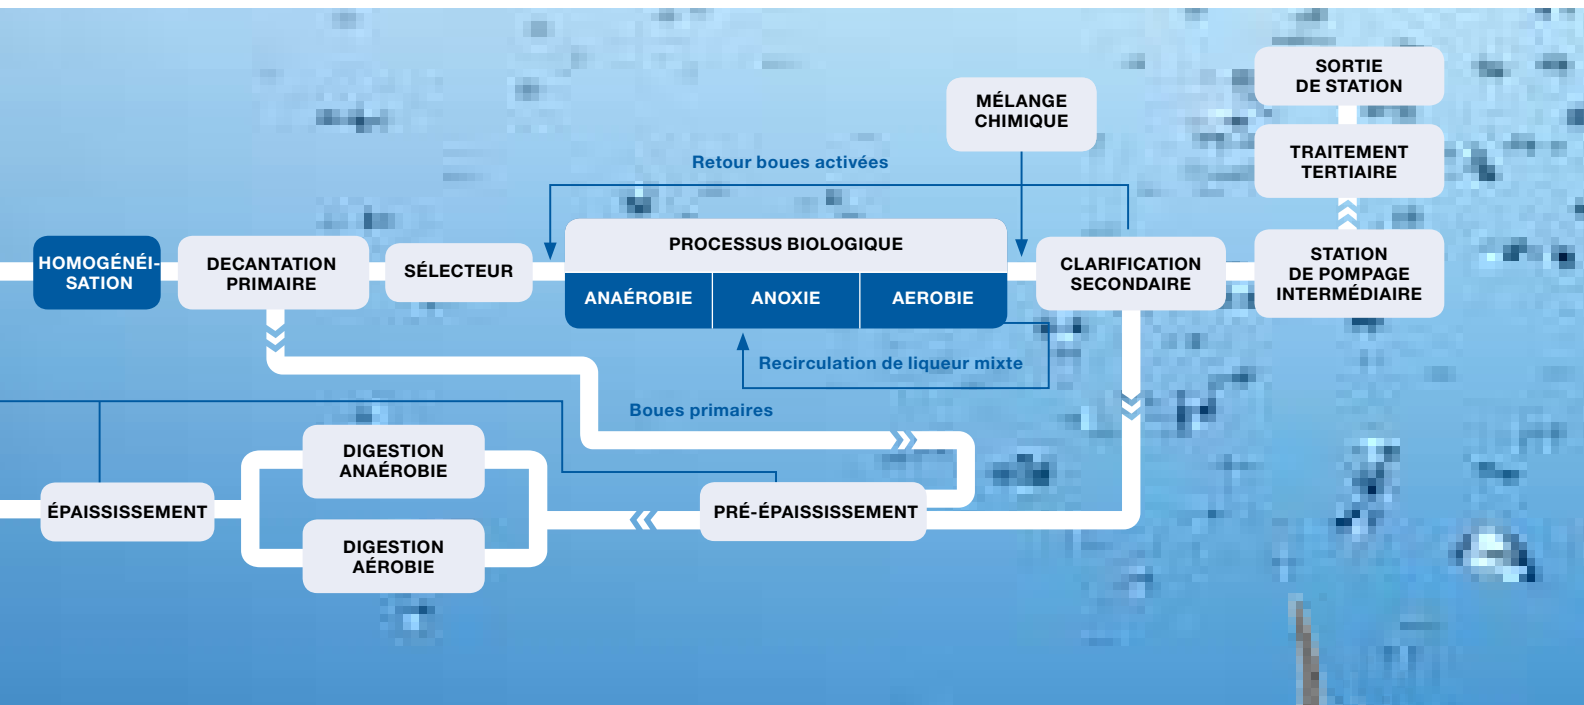 SORTIE
DE STATION
MÉLANGE
CHIMIQUE
TRAITEMENT
TERTIAIRE
Retour boues activées
HOMOGÉNÉI-
SATION
DECANTATION
PRIMAIRE
SÉLECTEUR
PROCESSUS BIOLOGIQUE
ANAÉROBIE
ANOXIE
AEROBIE
CLARIFICATION
SECONDAIRE
STATION
DE POMPAGE
INTERMÉDIAIRE
Recirculation de liqueur mixte
Boues primaires
DIGESTION
ANAÉROBIE
ÉPAISSISSEMENT
PRÉ-ÉPAISSISSEMENT
DIGESTION
AÉROBIE